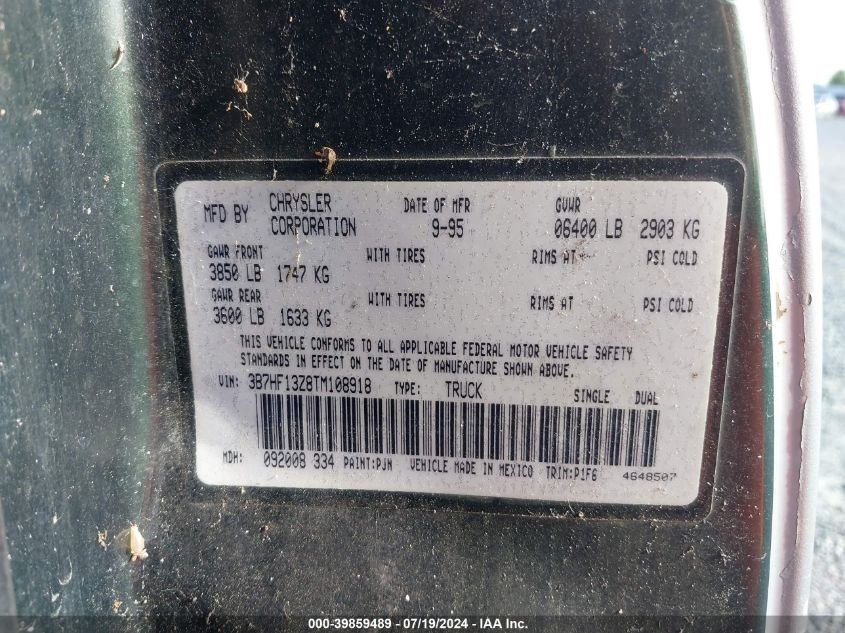 MFD BY CHRYSLER CORPORATION DATE OF MFR 9-95 GVWR 06400 LB 2903 KG
GAWR FRONT WITH TIRES RIMS AT PSI COLD
3850 LB 1747 KG
GAWR REAR WITH TIRES RIMS AT PSI COLD
3600 LB 1633 KG
THIS VEHICLE CONFORMS TO ALL APPLICABLE FEDERAL MOTOR VEHICLE SAFETY
STANDARDS IN EFFECT ON THE DATE OF MANUFACTURE SHOWN ABOVE.
VIN: 3B7HF13Z8TM108918 TYPE: TRUCK SINGLE DUAL
MDH: 092008 334 PAINT:PJN VEHICLE MADE IN MEXICO TRIM:P1F6 4648507
000-39859489 - 07/19/2024 - IAA, Inc.